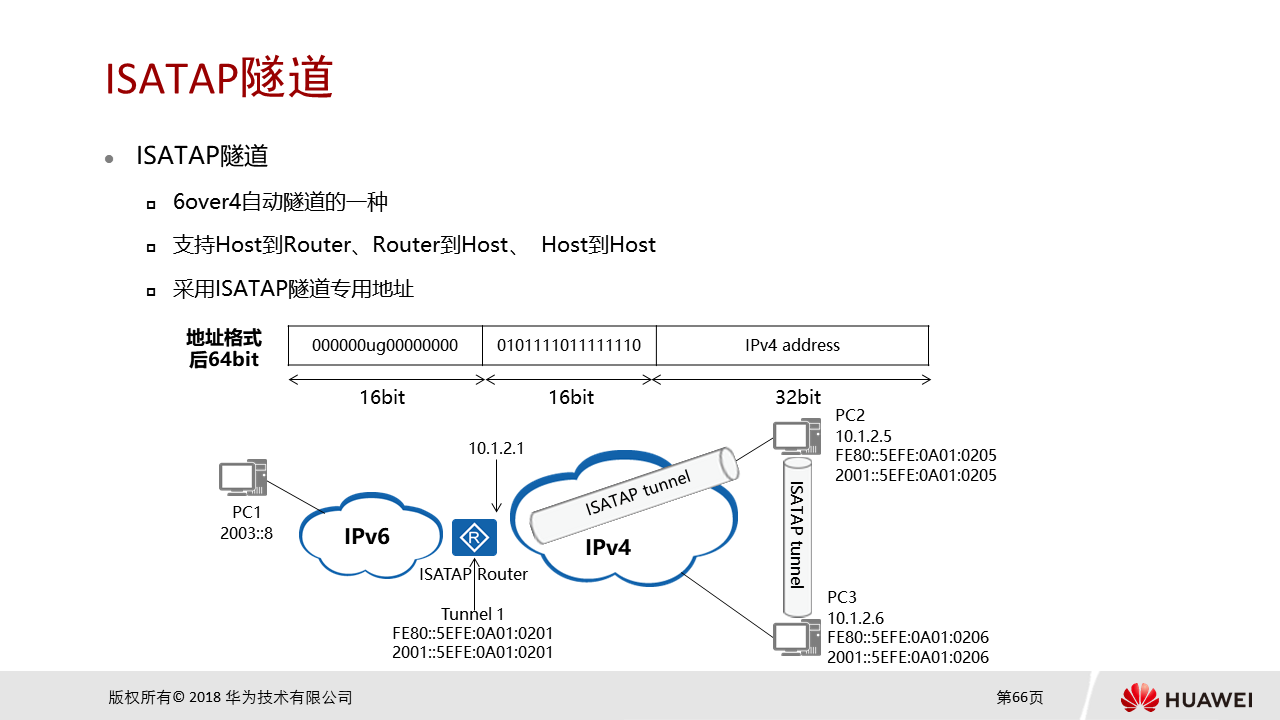 ISATAP隧道
ISATAP隧道
6over4自动隧道的一种
支持Host到Router、Router到Host、 Host到Host
采用ISATAP隧道专用地址
地址格式
后64bit
000000ug00000000
0101111011111110
IPv4 address
16bit
16bit
32bit
PC2
10.1.2.5
FE80::5EFE:0A01:0205
2001::5EFE:0A01:0205
10.1.2.1
ISATAP tunnel
PC1
2003::8
IPv6
R
IPv4
ISATAP tunnel
ISATAP Router
Tunnel 1
FE80::5EFE:0A01:0201
2001::5EFE:0A01:0201
PC3
10.1.2.6
FE80::5EFE:0A01:0206
2001::5EFE:0A01:0206
版权所有© 2018 华为技术有限公司
第66页
HUAWEI